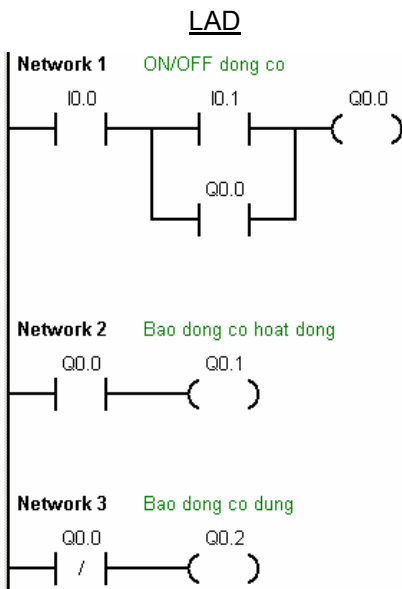 LAD
Network 1 ON/OFF dong co
I0.0 I0.1 Q0.0
Q0.0
Network 2 Bao dong co hoat dong
Q0.0 Q0.1
Network 3 Bao dong co dung
Q0.0 Q0.2
/